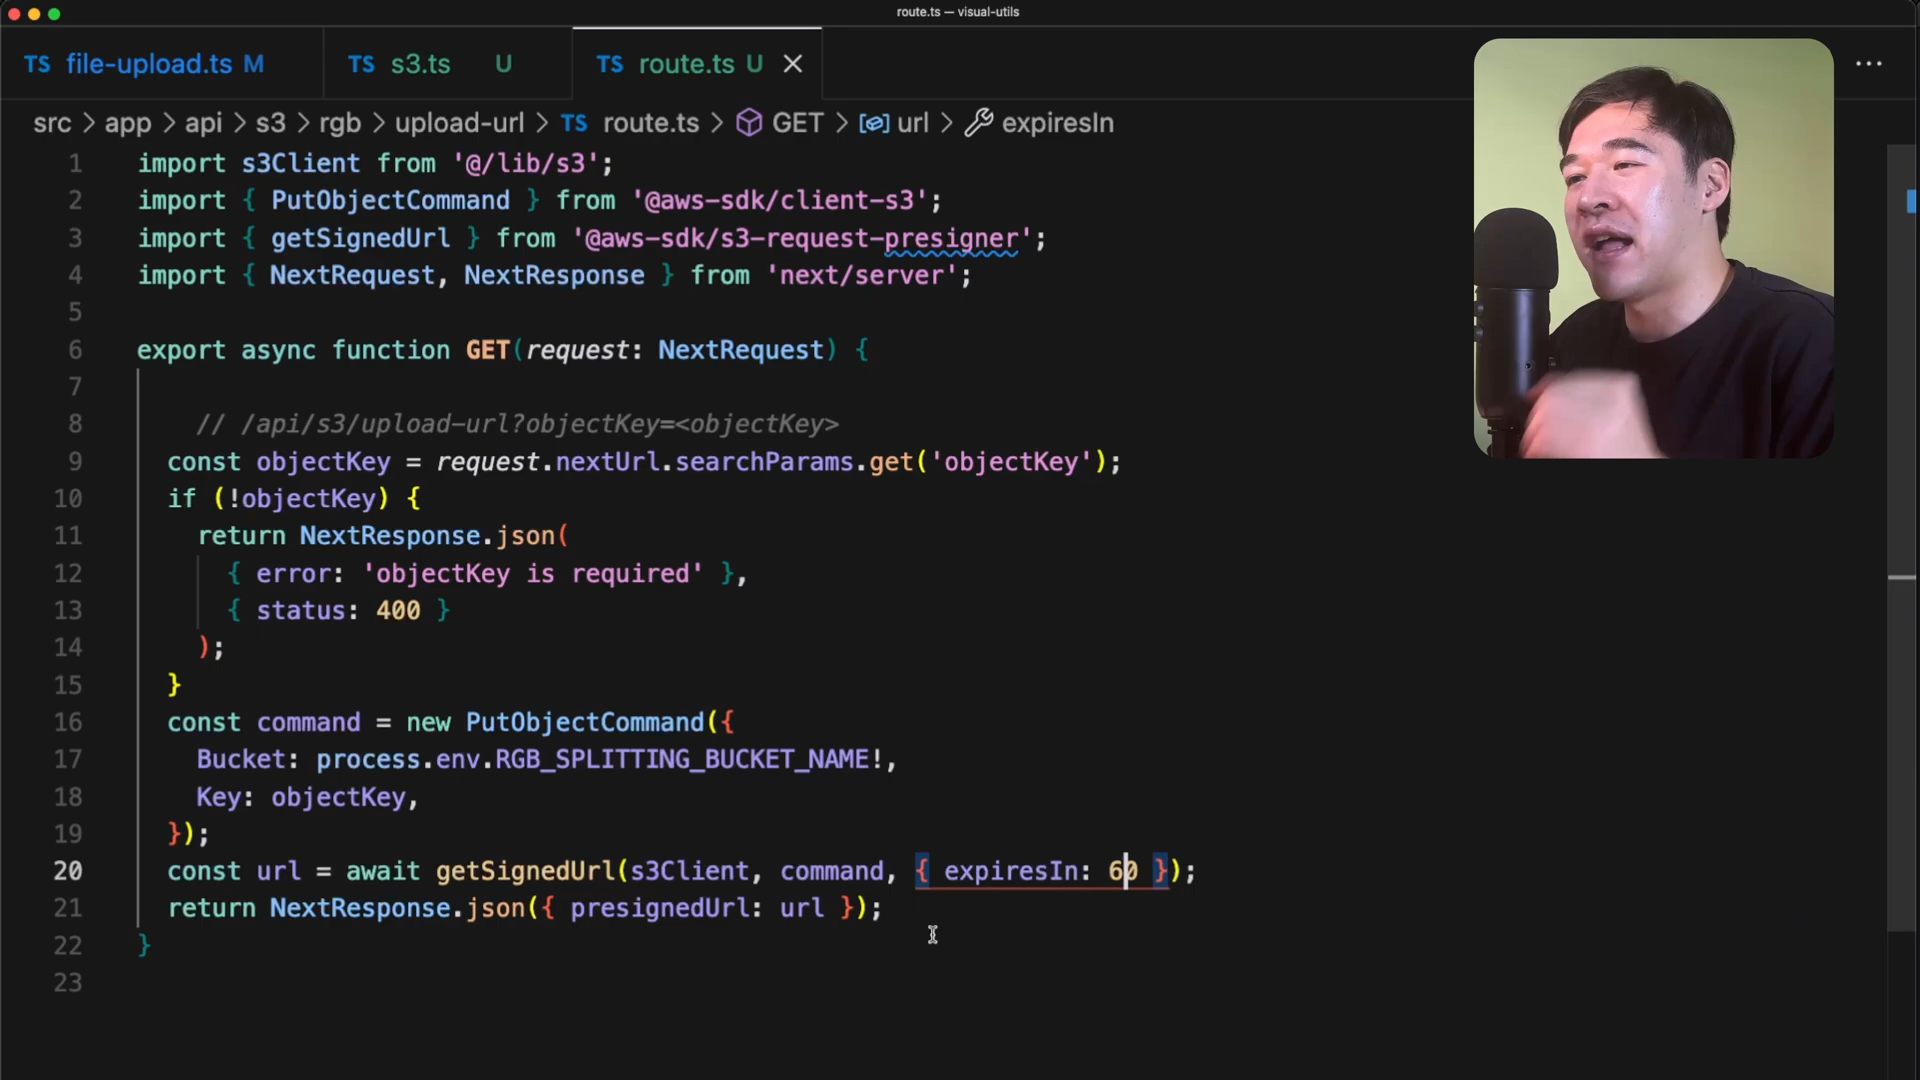 route.ts — visual-utils
TS file-upload.ts M
TS s3.ts U
TS route.ts U
src > app > api > s3 > rgb > upload-url > TS route.ts > GET > url > expiresIn
1 import s3Client from '@/lib/s3';
2 import { PutObjectCommand } from '@aws-sdk/client-s3';
3 import { getSignedUrl } from '@aws-sdk/s3-request-presigner';
4 import { NextRequest, NextResponse } from 'next/server';
5
6 export async function GET(request: NextRequest) {
7
8 // /api/s3/upload-url?objectKey=<objectKey>
9 const objectKey = request.nextUrl.searchParams.get('objectKey');
10 if (!objectKey) {
11 return NextResponse.json(
12 { error: 'objectKey is required' },
13 { status: 400 }
14 );
15 }
16 const command = new PutObjectCommand({
17 Bucket: process.env.RGB_SPLITTING_BUCKET_NAME!,
18 Key: objectKey,
19 });
20 const url = await getSignedUrl(s3Client, command, { expiresIn: 60 });
21 return NextResponse.json({ presignedUrl: url });
22 }
23